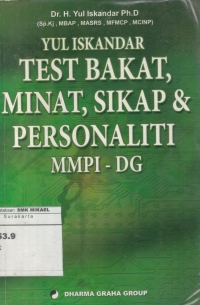 Dr. H. Yul Iskandar Ph.D
(Sp.Kj , MBAP , MASRS , MFMCP , MCINP)
YUL ISKANDAR
TEST BAKAT,
MINAT, SIKAP &
PERSONALITI
MMPI - DG
SMK MIKAEL
Surakarta
53.9
DHARMA GRAHA GROUP